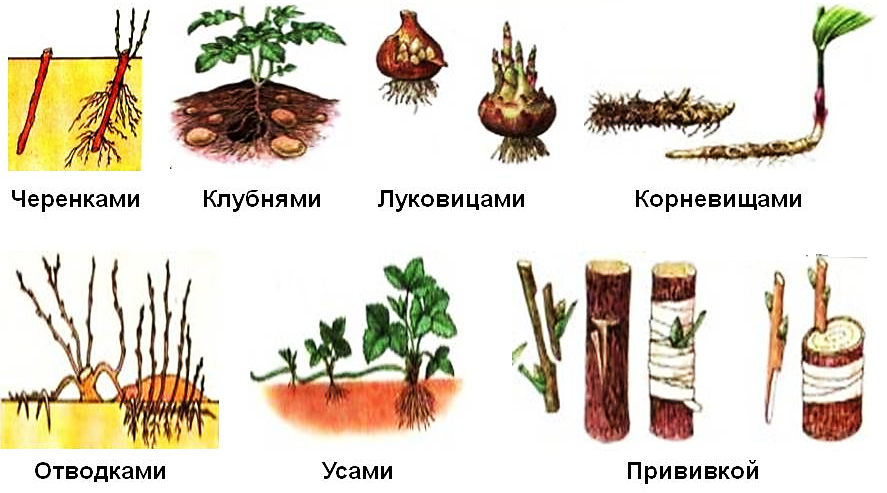 Черенками Клубнями Луковицами Корневищами
Отводками Усами Прививкой